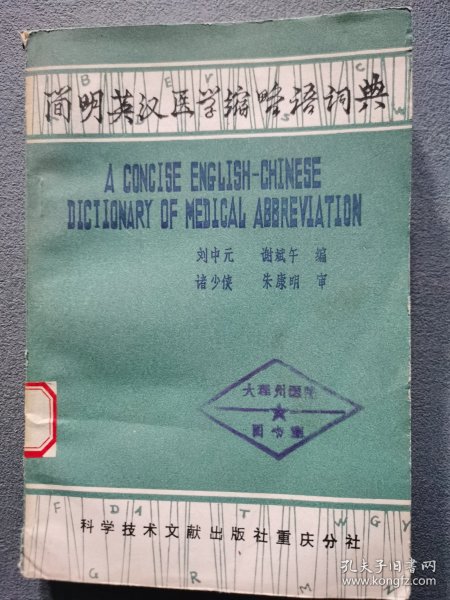 简明英汉医学缩略语词典
A CONCISE ENGLISH-CHINESE
DICTIONARY OF MEDICAL ABBREVIATION
刘中元 谢斌午 编
诸少侠 朱康明 审
大理州医院
图书室
科学技术文献出版社重庆分社
孔夫子旧书网
www.kongfz.com